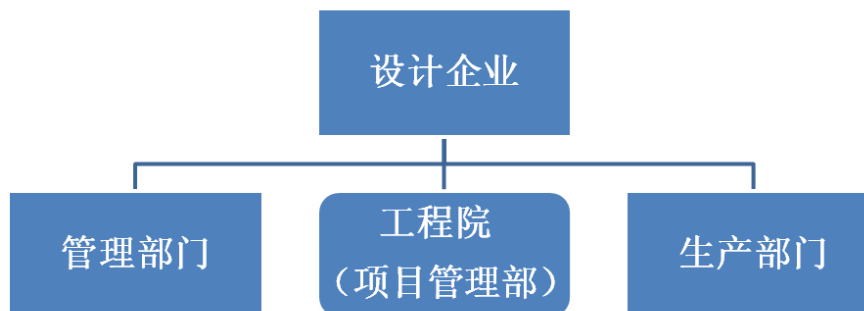 设计企业
管理部门
工程院
（项目管理部）
生产部门